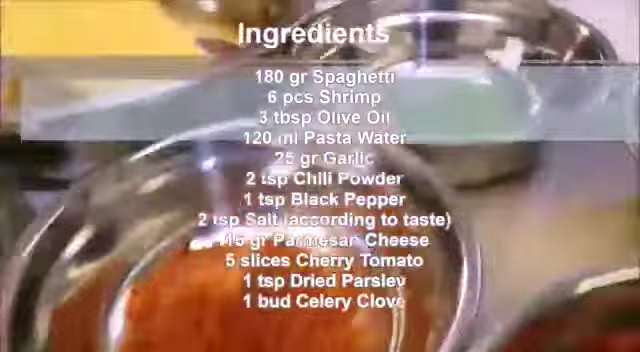 Ingredients
180 gr Spaghetti
6 pcs Shrimp
3 tbsp Olive Oil
120 ml Pasta Water
25 gr Garlic
2 tsp Chili Powder
1 tsp Black Pepper
2 tsp Salt (according to taste)
15 gr Parmesan Cheese
5 slices Cherry Tomato
1 tsp Dried Parsley
1 bud Celery Clove